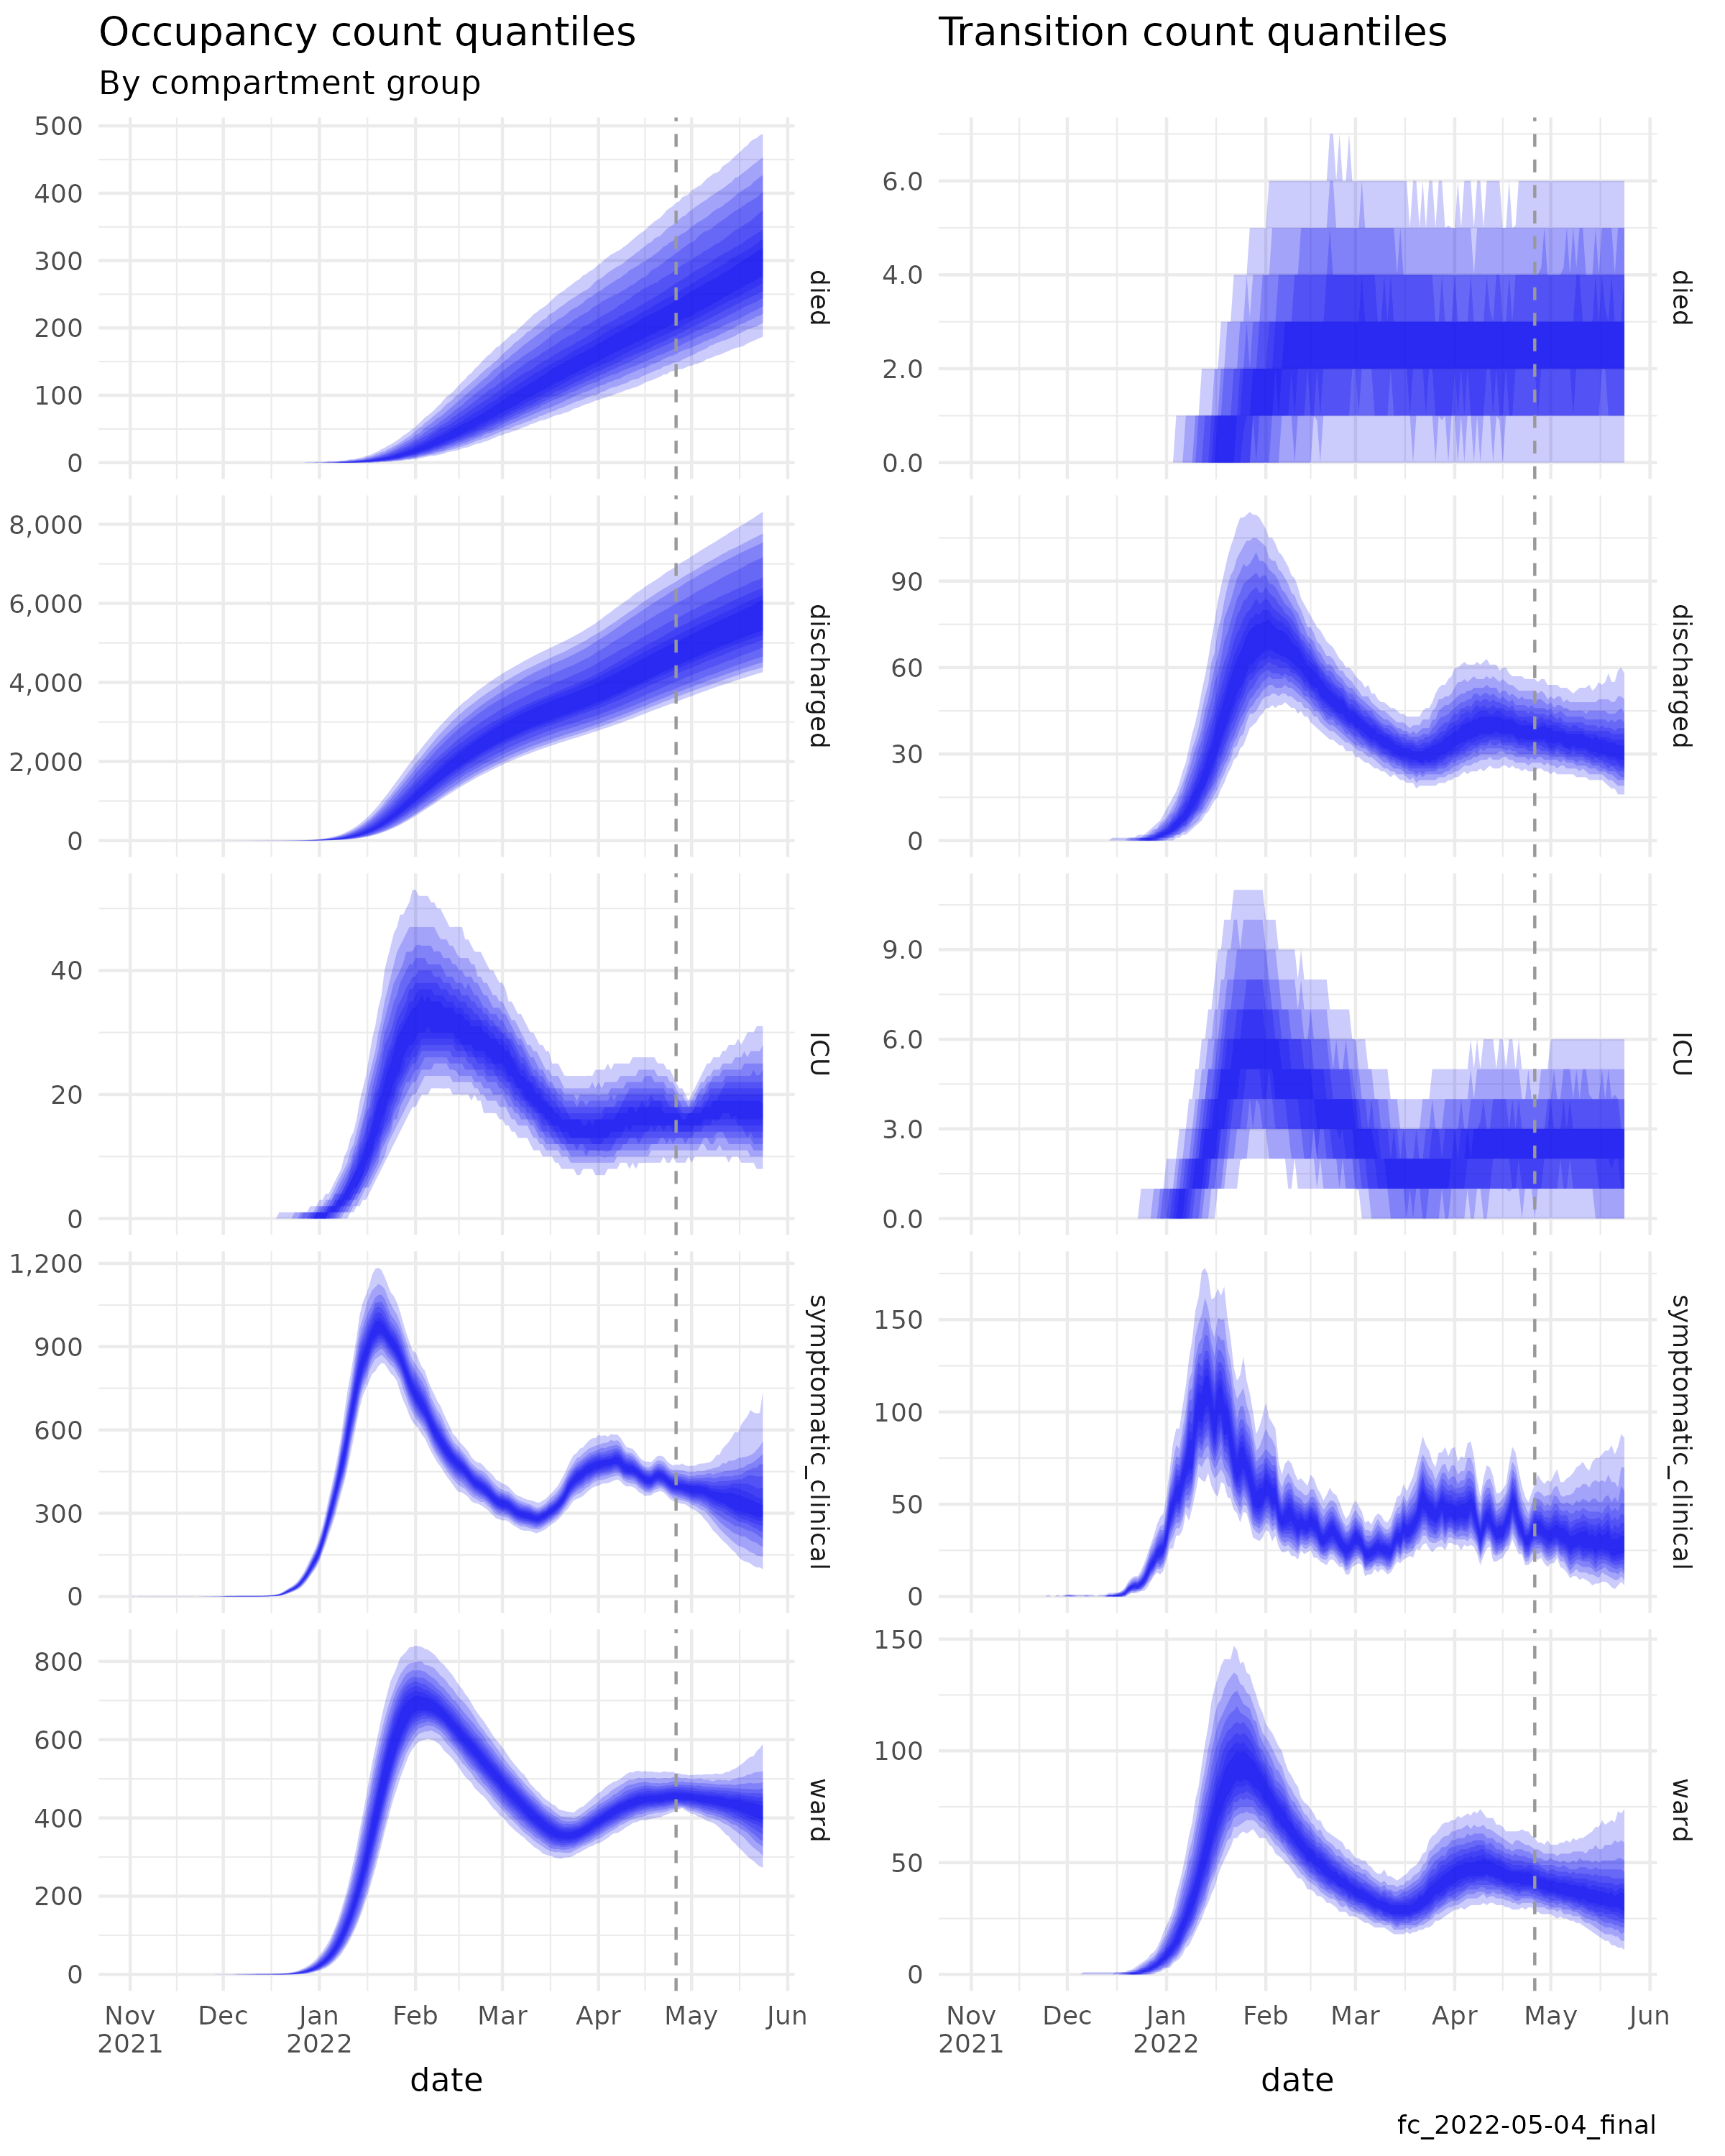 Occupancy count quantiles
By compartment group
500
400
300
200
100
0
died
8,000
6,000
4,000
2,000
0
discharged
40
20
0
ICU
1,200
900
600
300
0
symptomatic_clinical
800
600
400
200
0
ward
Nov Dec Jan Feb Mar Apr May Jun
2021 2022
date
Transition count quantiles
6.0
4.0
2.0
0.0
died
90
60
30
0
discharged
9.0
6.0
3.0
0.0
ICU
150
100
50
0
symptomatic_clinical
150
100
50
0
ward
Nov Dec Jan Feb Mar Apr May Jun
2021 2022
date
fc_2022-05-04_final